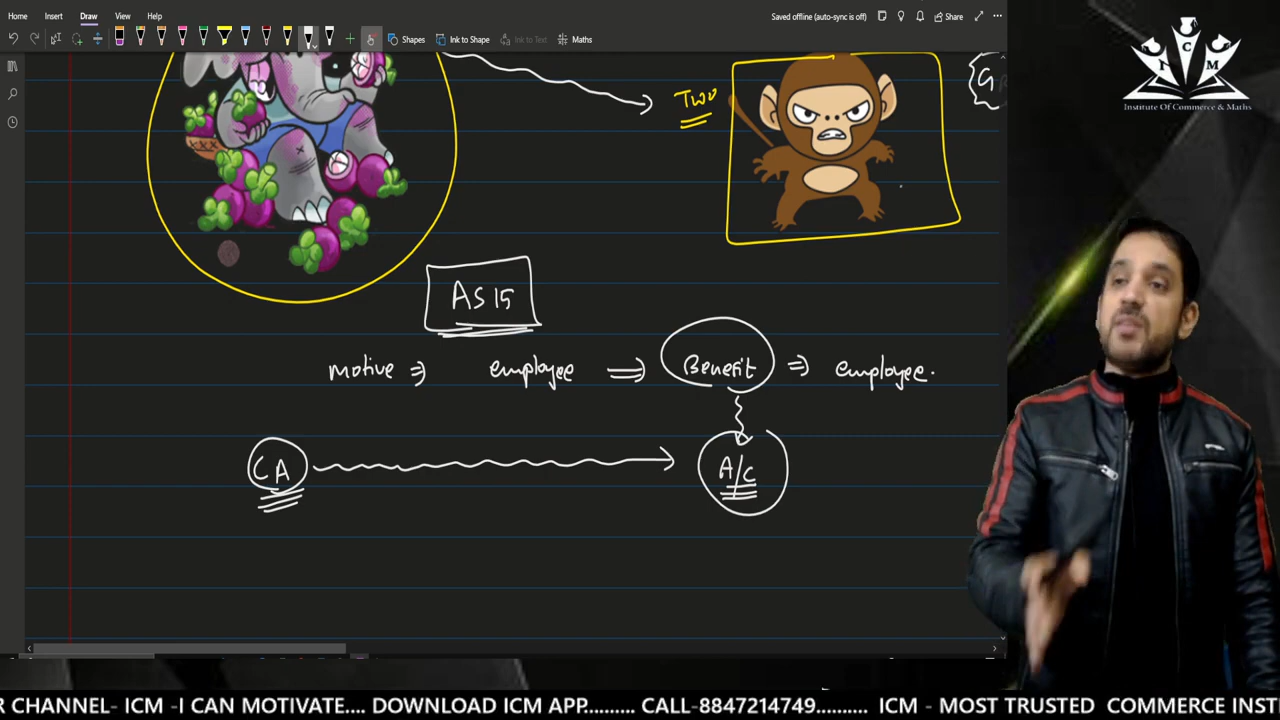 Home Insert Draw View Help
Saved offline (auto-sync is off) Share
Shapes Ink to Shape Ink to Text Maths
I C M
Institute Of Commerce & Maths
Two
AS 15
motive ⇒ employee ⇒ Benefit ⇒ employee.
CA A/C
R CHANNEL- ICM -I CAN MOTIVATE.... DOWNLOAD ICM APP......... CALL-8847214749.......... ICM - MOST TRUSTED COMMERCE INST